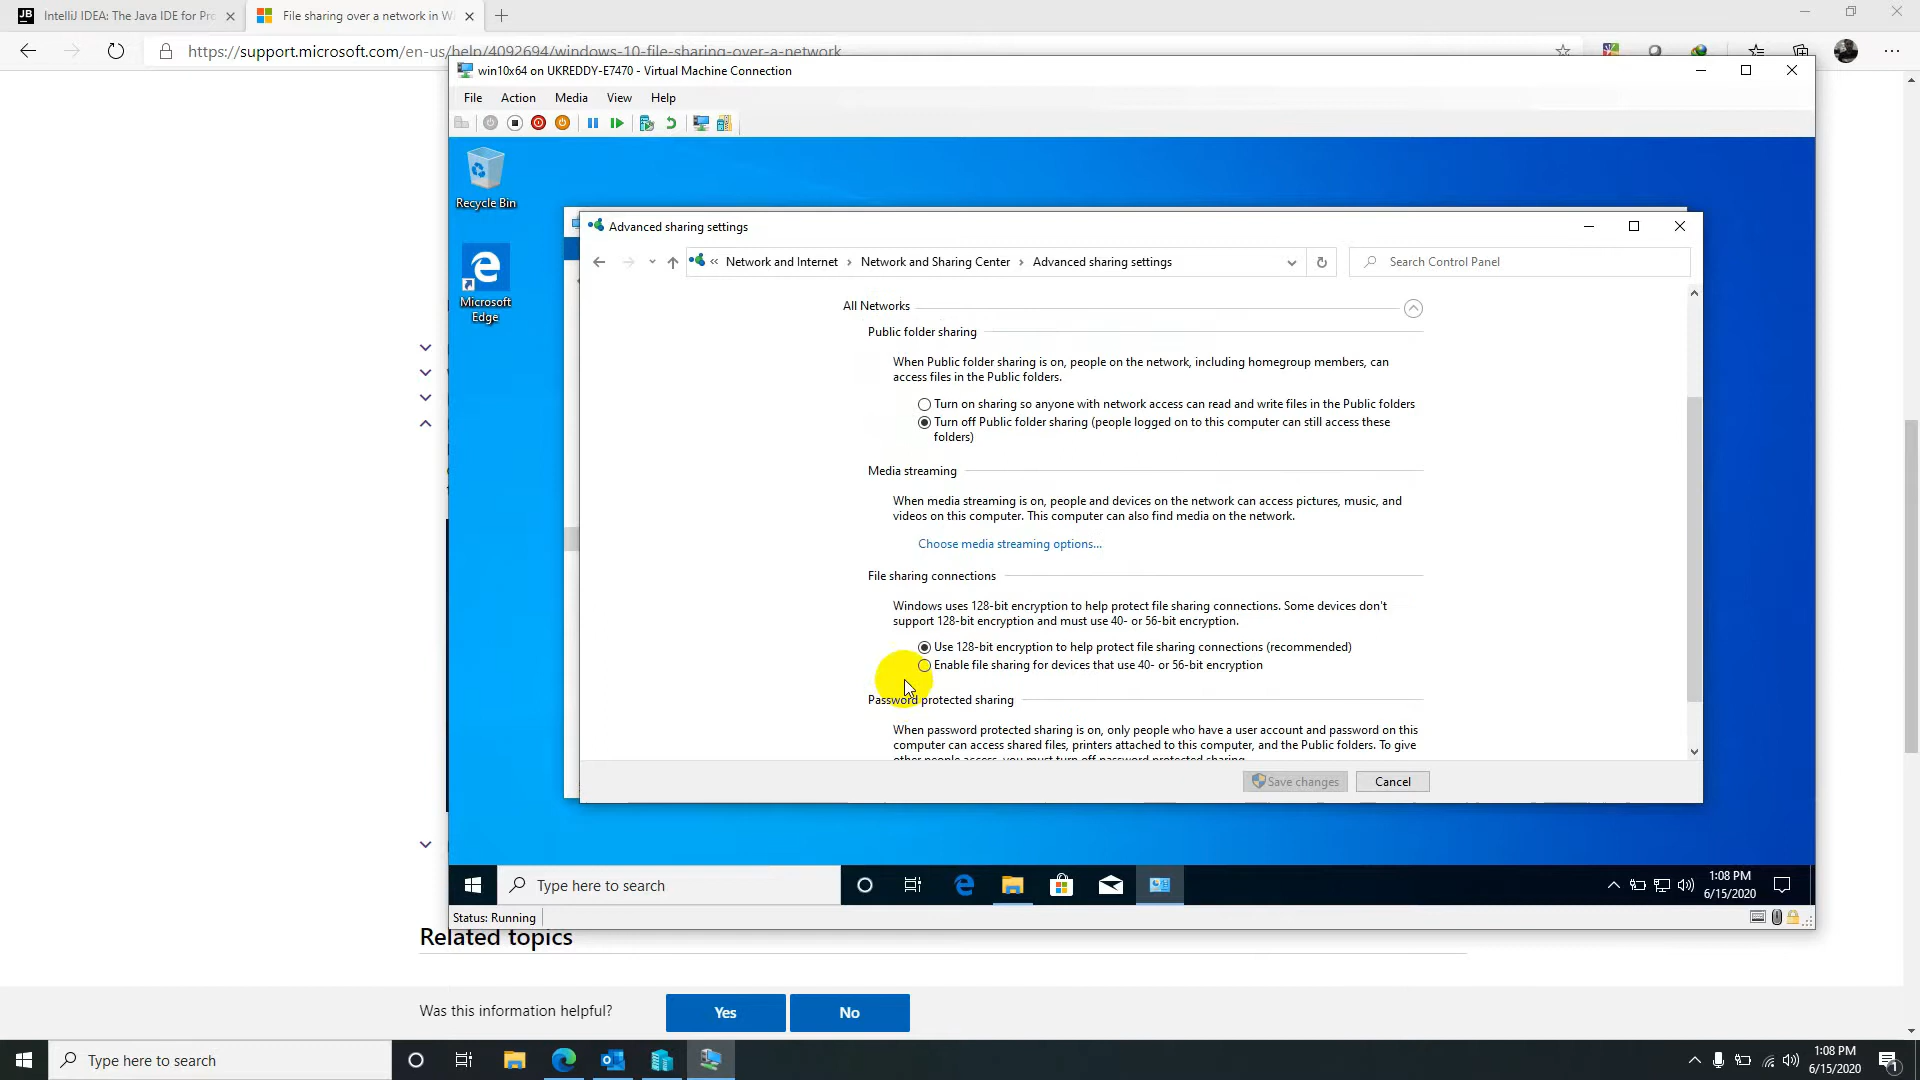 IntelliJ IDEA: The Java IDE for Pro
File sharing over a network in W
https://support.microsoft.com/en-us/help/4092694/windows-10-file-sharing-over-a-network
win10x64 on UKREDDY-E7470 - Virtual Machine Connection
File Action Media View Help
Recycle Bin
Microsoft
Edge
Advanced sharing settings
« Network and Internet › Network and Sharing Center › Advanced sharing settings
Search Control Panel
All Networks
Public folder sharing
When Public folder sharing is on, people on the network, including homegroup members, can
access files in the Public folders.
Turn on sharing so anyone with network access can read and write files in the Public folders
Turn off Public folder sharing (people logged on to this computer can still access these
folders)
Media streaming
When media streaming is on, people and devices on the network can access pictures, music, and
videos on this computer. This computer can also find media on the network.
Choose media streaming options...
File sharing connections
Windows uses 128-bit encryption to help protect file sharing connections. Some devices don't
support 128-bit encryption and must use 40- or 56-bit encryption.
Use 128-bit encryption to help protect file sharing connections (recommended)
Enable file sharing for devices that use 40- or 56-bit encryption
Password protected sharing
When password protected sharing is on, only people who have a user account and password on this
computer can access shared files, printers attached to this computer, and the Public folders. To give
other people access, you must turn off password protected sharing.
Save changes
Cancel
Type here to search
1:08 PM
6/15/2020
Status: Running
Related topics
Was this information helpful?
Yes
No
Type here to search
1:08 PM
6/15/2020
1